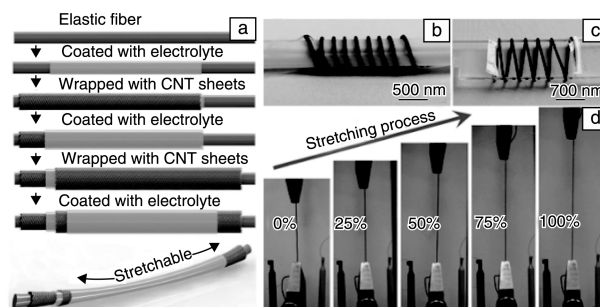 a
Elastic fiber
Coated with electrolyte
Wrapped with CNT sheets
Coated with electrolyte
Wrapped with CNT sheets
Coated with electrolyte
Stretchable
b
500 nm
c
700 nm
d
Stretching process
0%
25%
50%
75%
100%